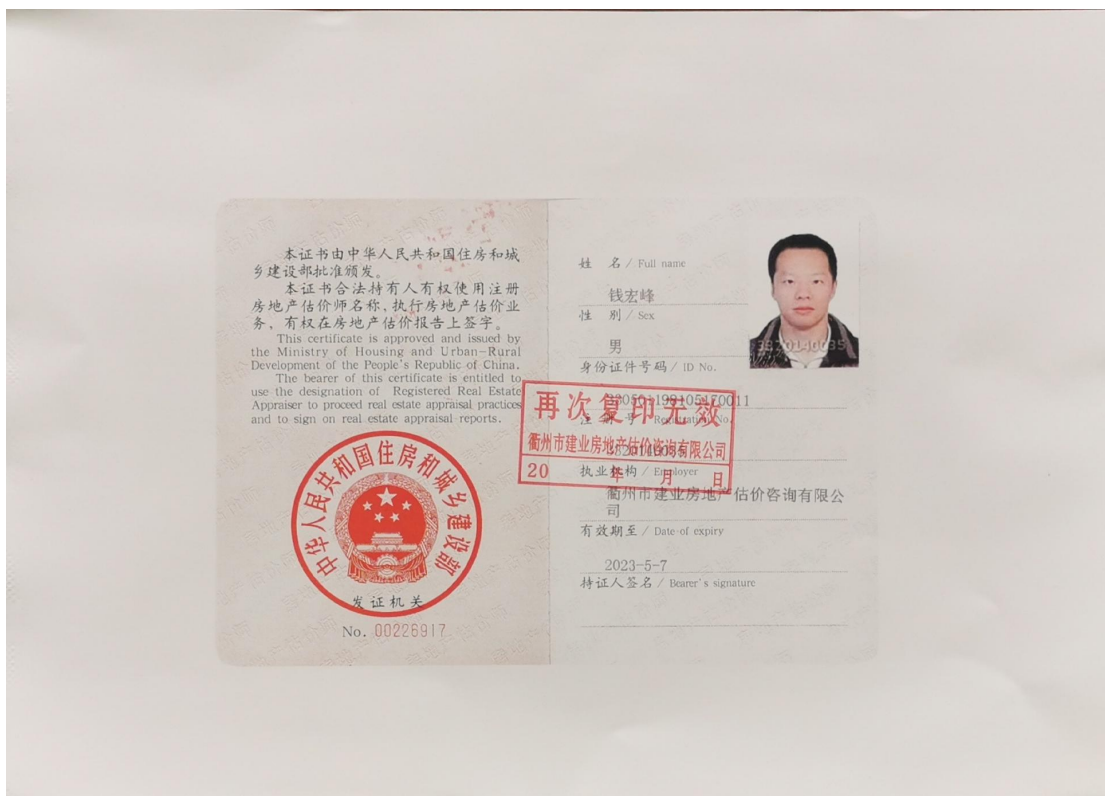 本证书由中华人民共和国住房和城
乡建设部批准颁发。
本证书合法持有人有权使用注册
房地产估价师名称，执行房地产估价业
务，有权在房地产估价报告上签字。
This certificate is approved and issued by
the Ministry of Housing and Urban-Rural
Development of the People's Republic of China.
The bearer of this certificate is entitled to
use the designation of Registered Real Estate
Appraiser to proceed real estate appraisal practices
and to sign on real estate appraisal reports.
中华人民共和国住房和城乡建设部
发证机关
No. 00226917
姓 名 / Full name
钱宏峰
性 别 / Sex
男
身份证件号码 / ID No.
注册号 / Registration No.
执业机构 / Employer
衢州市建业房地产估价咨询有限公
司
有效期至 / Date of expiry
2023-5-7
持证人签名 / Bearer's signature
再次复印无效
衢州市建业房地产估价咨询有限公司
20 年 月 日